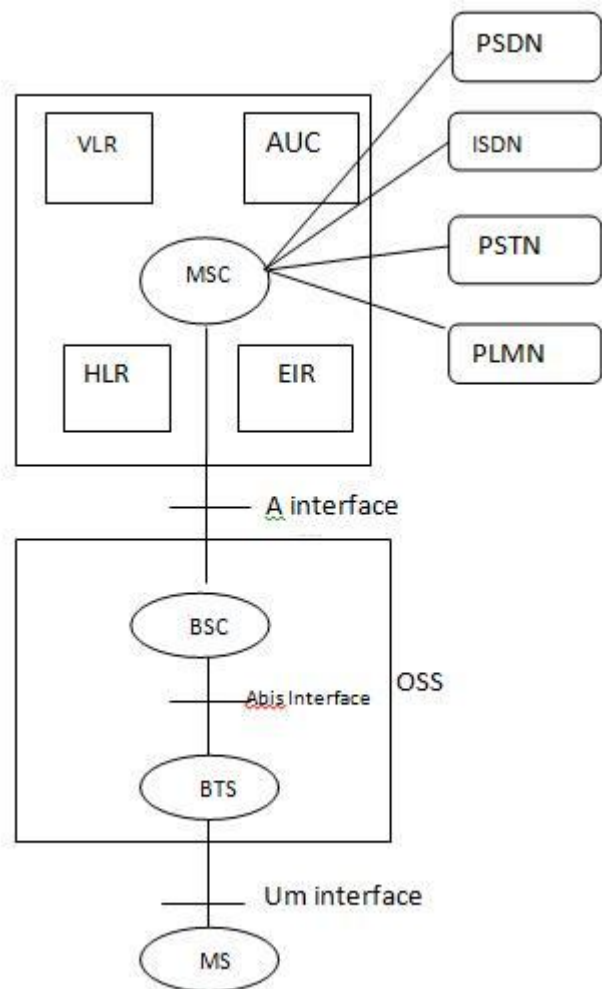 PSDN
VLR
AUC
ISDN
MSC
PSTN
HLR
EIR
PLMN
A interface
BSC
OSS
Abis Interface
BTS
Um interface
MS